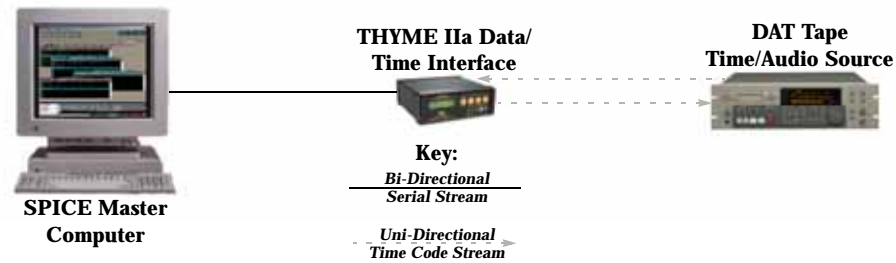 THYME IIa Data/
Time Interface
DAT Tape
Time/Audio Source
Key:
Bi-Directional
Serial Stream
SPICE Master
Computer
Uni-Directional
Time Code Stream